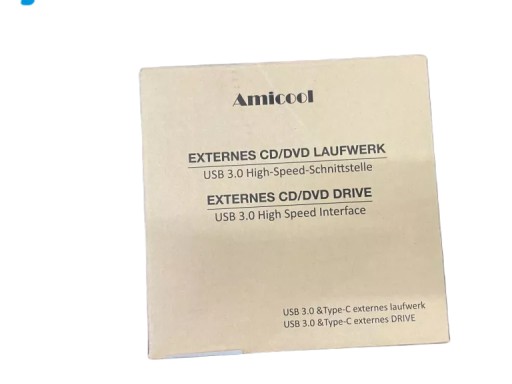 Amicool
EXTERNES CD/DVD LAUFWERK
USB 3.0 High-Speed-Schnittstelle
EXTERNES CD/DVD DRIVE
USB 3.0 High Speed Interface
USB 3.0 &Type-C externes laufwerk
USB 3.0 &Type-C externes DRIVE